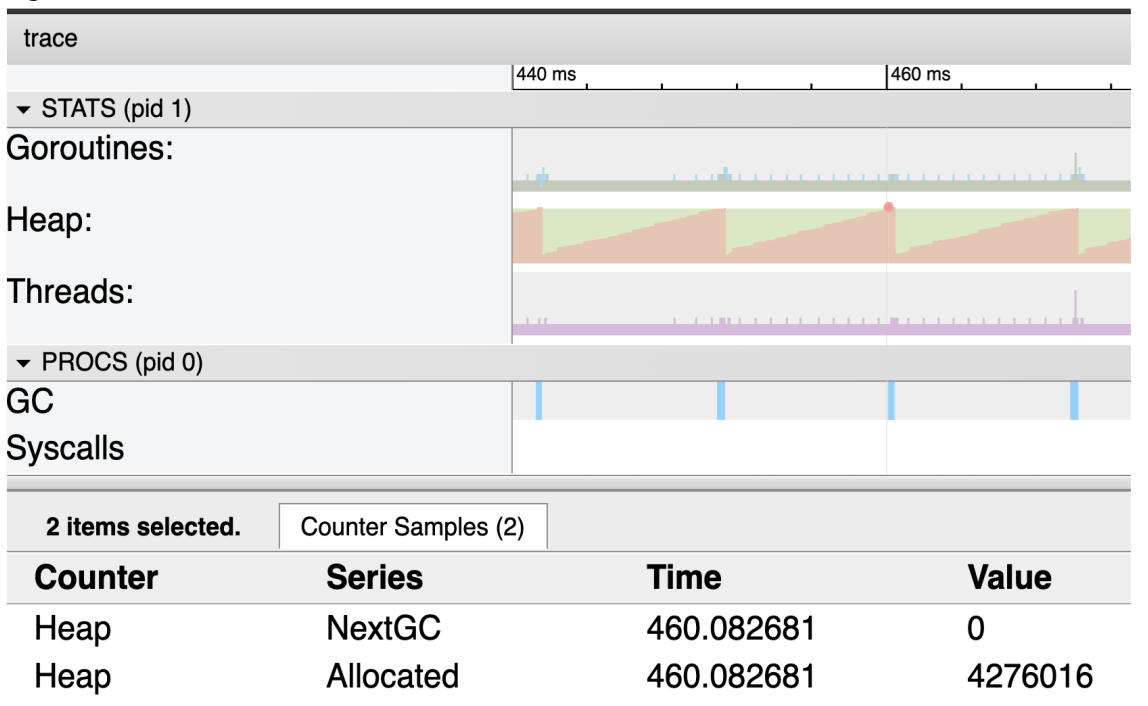 trace
440 ms 460 ms
STATS (pid 1)
Goroutines:
Heap:
Threads:
PROCS (pid 0)
GC
Syscalls
2 items selected. Counter Samples (2)
Counter Series Time Value
Heap NextGC 460.082681 0
Heap Allocated 460.082681 4276016